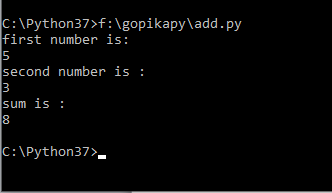 C:\Python37>f:\gopikapy\add.py
first number is:
5
second number is :
3
sum is :
8
C:\Python37>